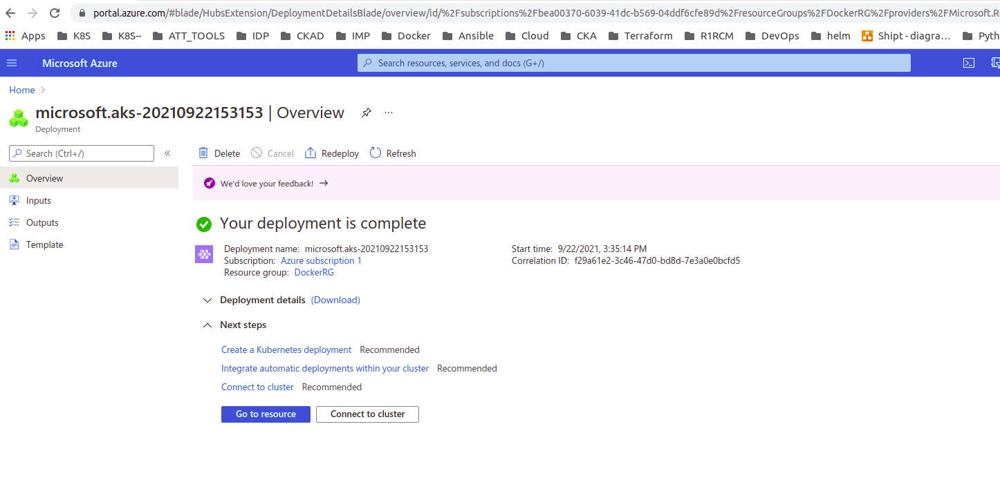 portal.azure.com/#blade/HubsExtension/DeploymentDetailsBlade/overview/id/%2Fsubscriptions%2Fbea00370-6039-41dc-b569-04ddf6cfe89d%2FresourceGroups%2FDockerRG%2Fproviders%2FMicrosoft.R
Apps K8S K8S-- ATT_TOOLS IDP CKAD IMP Docker Ansible Cloud CKA Terraform R1RCM DevOps helm Shipt - diagra... Pyth
Microsoft Azure Search resources, services, and docs (G+/)
Home
microsoft.aks-20210922153153 | Overview ...
Deployment
Search (Ctrl+/) « Delete Cancel Redeploy Refresh
Overview
Inputs
Outputs
Template
We'd love your feedback! →
Your deployment is complete
Deployment name: microsoft.aks-20210922153153 Start time: 9/22/2021, 3:35:14 PM
Subscription: Azure subscription 1 Correlation ID: f29a61e2-3c46-47d0-bd8d-7e3a0e0bcfd5
Resource group: DockerRG
Deployment details (Download)
Next steps
Create a Kubernetes deployment Recommended
Integrate automatic deployments within your cluster Recommended
Connect to cluster Recommended
Go to resource Connect to cluster